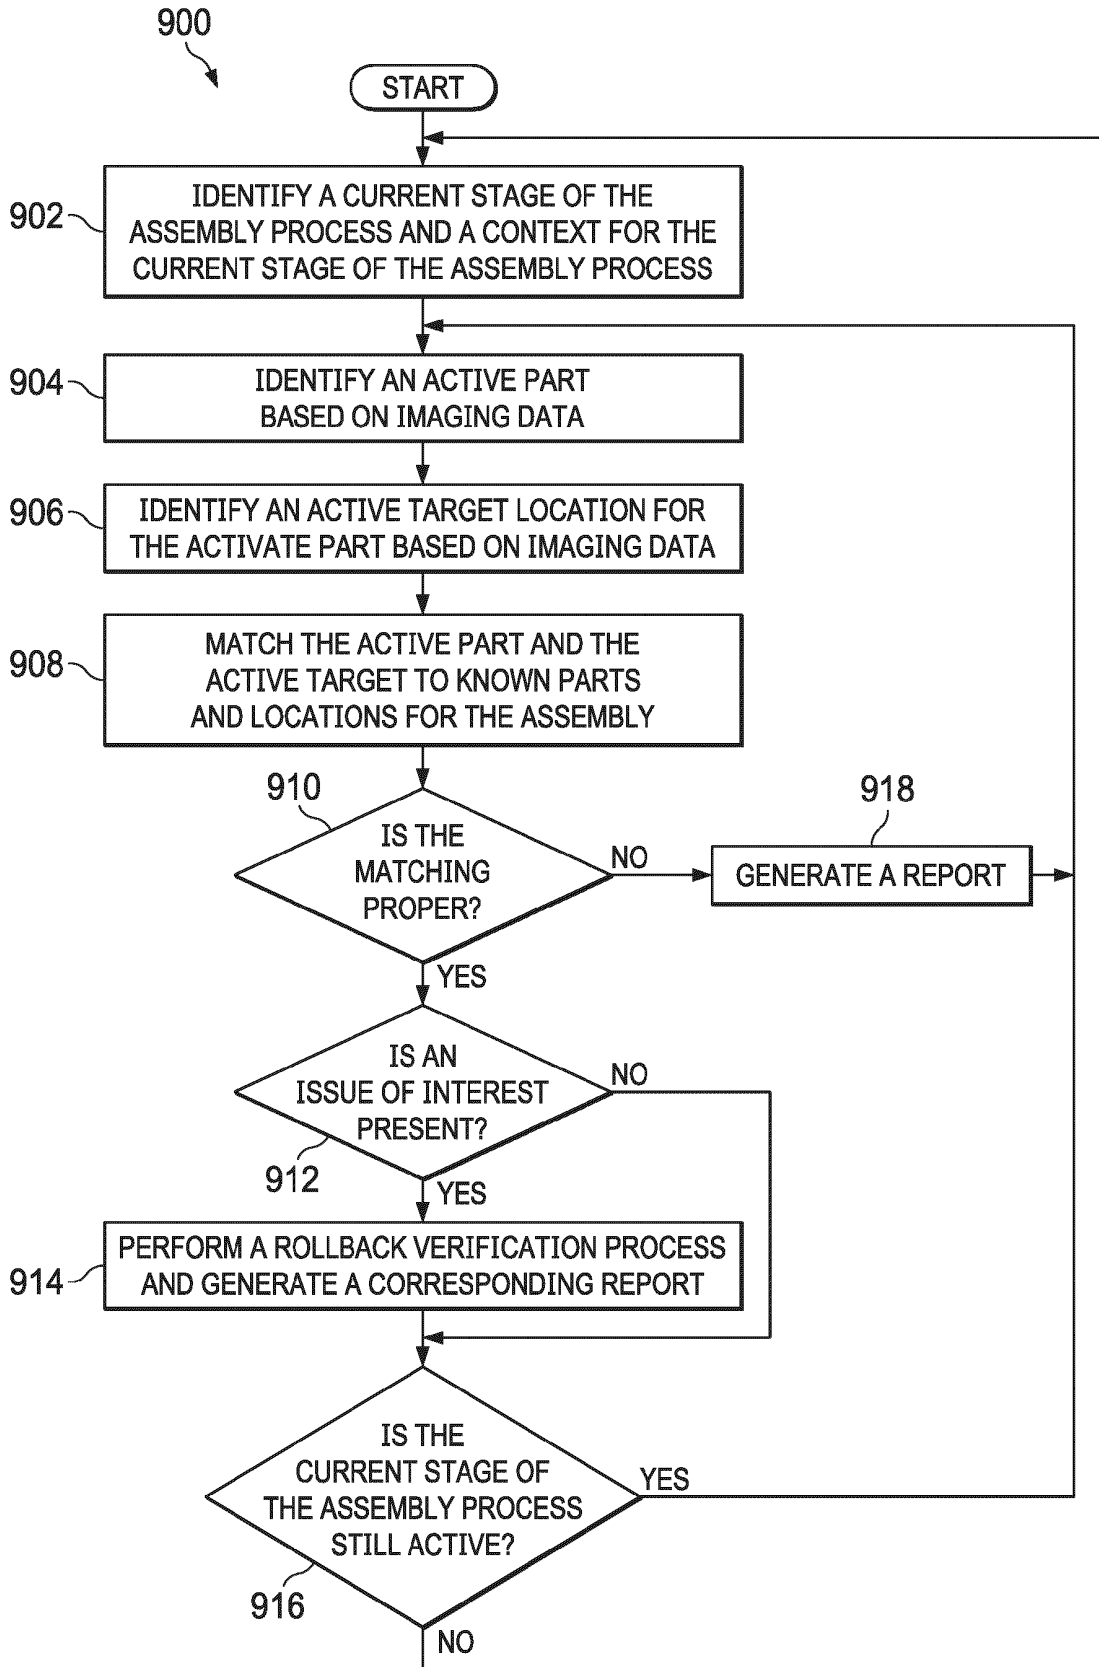 900
START
902
IDENTIFY A CURRENT STAGE OF THE
ASSEMBLY PROCESS AND A CONTEXT FOR THE
CURRENT STAGE OF THE ASSEMBLY PROCESS
904
IDENTIFY AN ACTIVE PART
BASED ON IMAGING DATA
906
IDENTIFY AN ACTIVE TARGET LOCATION FOR
THE ACTIVATE PART BASED ON IMAGING DATA
908
MATCH THE ACTIVE PART AND THE
ACTIVE TARGET TO KNOWN PARTS
AND LOCATIONS FOR THE ASSEMBLY
910
IS THE
MATCHING
PROPER?
NO
918
GENERATE A REPORT
YES
IS AN
ISSUE OF INTEREST
PRESENT?
NO
912
YES
914
PERFORM A ROLLBACK VERIFICATION PROCESS
AND GENERATE A CORRESPONDING REPORT
IS THE
CURRENT STAGE OF
THE ASSEMBLY PROCESS
STILL ACTIVE?
YES
916
NO